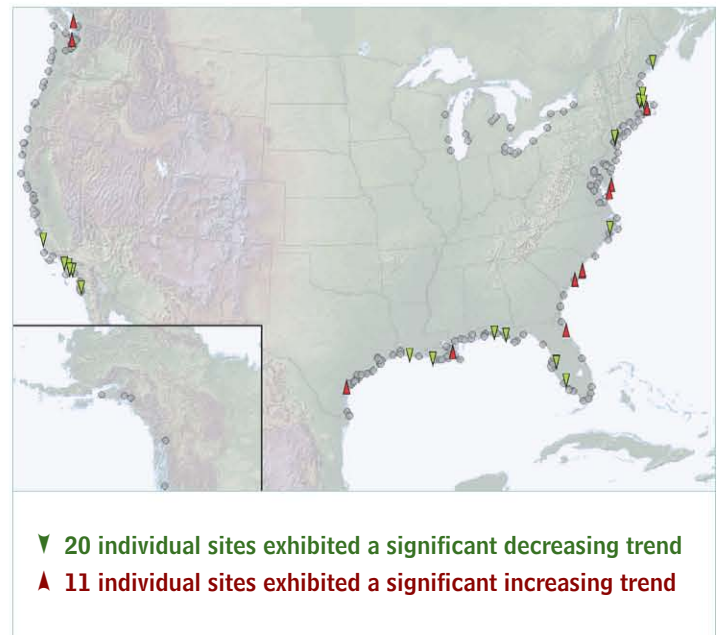 20 individual sites exhibited a significant decreasing trend
11 individual sites exhibited a significant increasing trend